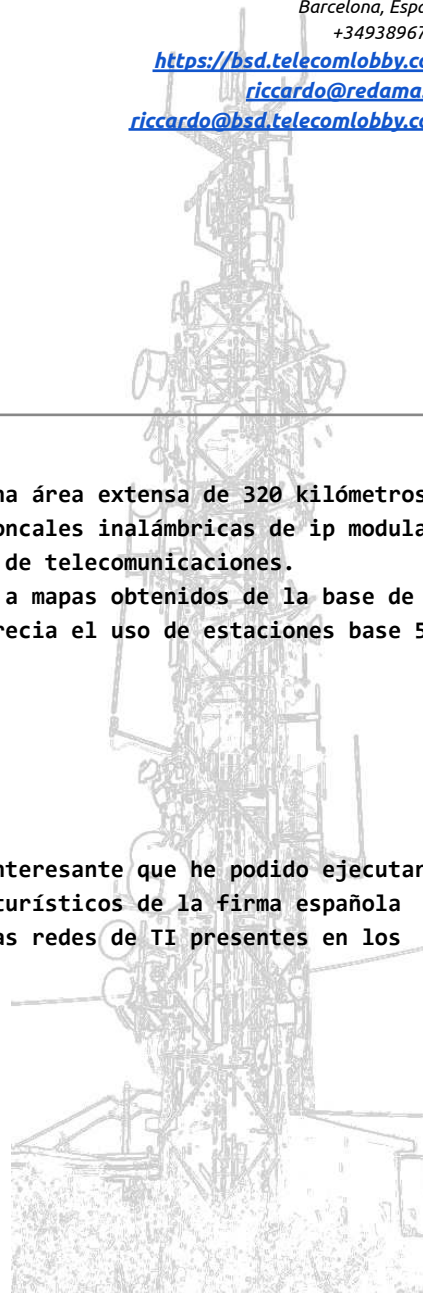 Barcelona, Espa
+34938967
https://bsd.telecomlobby.co
riccardo@redama
riccardo@bsd.telecomlobby.co
na área extensa de 320 kilómetros
oncales inalámbricas de ip modula
de telecomunicaciones.
a mapas obtenidos de la base de
recia el uso de estaciones base 5
nteresante que he podido ejecutar
turísticos de la firma española
as redes de TI presentes en los